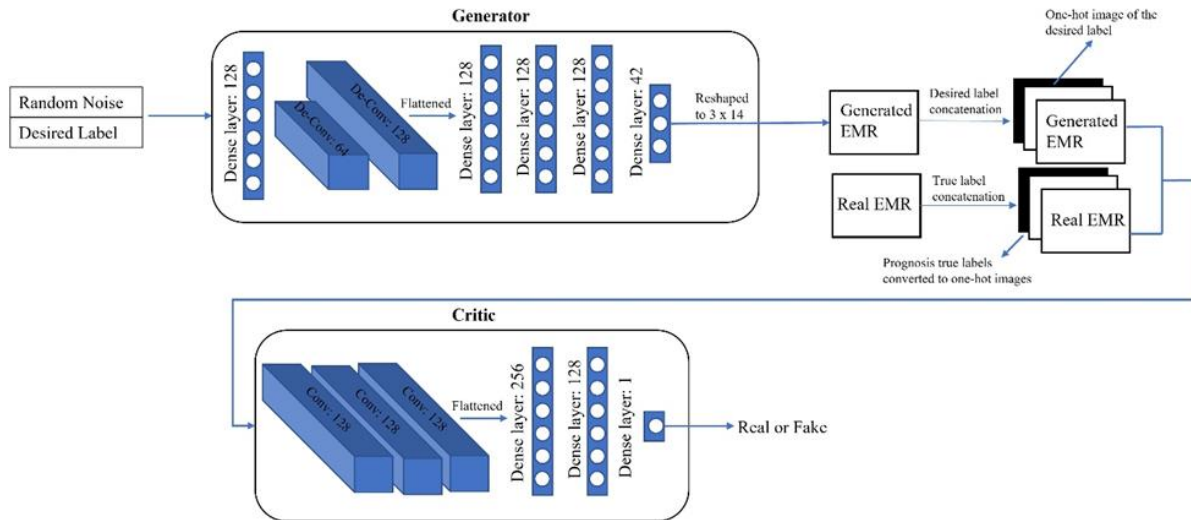 Generator
One-hot image of the
desired label
Random Noise
Desired Label
Dense layer: 128
De-Conv: 64
De-Conv: 128
Flattened
Dense layer: 128
Dense layer: 128
Dense layer: 128
Dense layer: 42
Reshaped
to 3 x 14
Generated
EMR
Desired label
concatenation
Generated
EMR
Real EMR
True label
concatenation
Real EMR
Prognosis true labels
converted to one-hot images
Critic
Conv: 128
Conv: 128
Conv: 128
Flattened
Dense layer: 256
Dense layer: 128
Dense layer: 1
Real or Fake